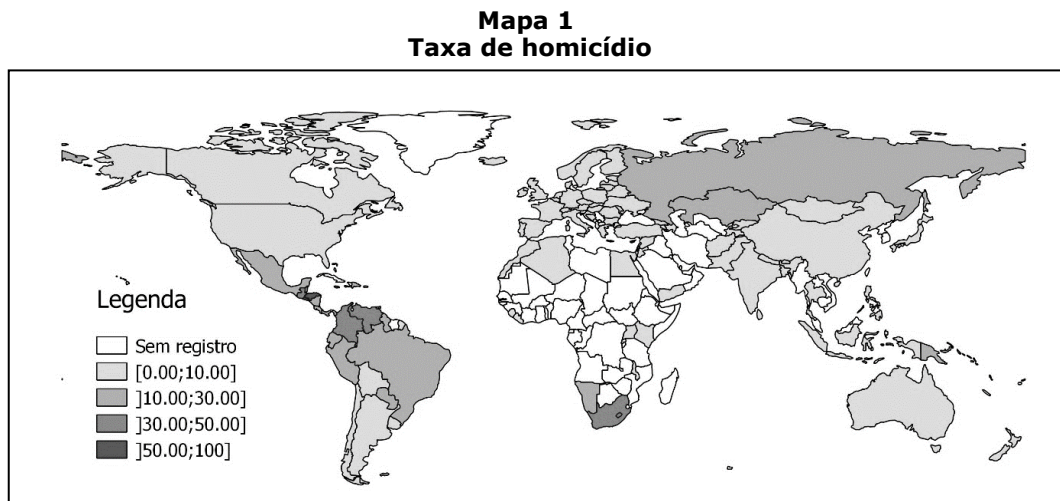 Mapa 1
Taxa de homicídio
Legenda
Sem registro
[0.00;10.00]
]10.00;30.00]
]30.00;50.00]
]50.00;100]